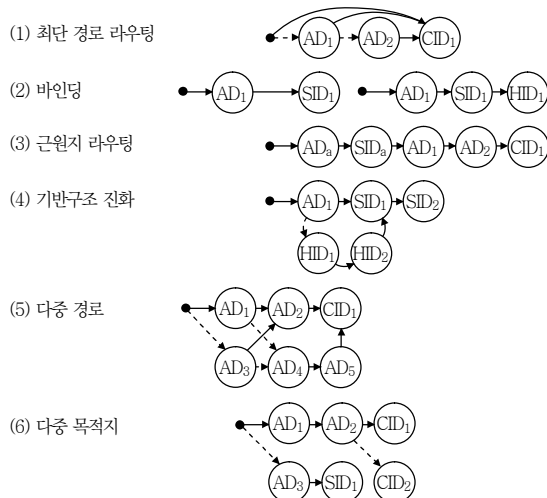 (1) 최단 경로 라우팅
AD1 AD2 CID1
(2) 바인딩
AD1 SID1 AD1 SID1 HID1
(3) 근원지 라우팅
ADa SIDa AD1 AD2 CID1
(4) 기반구조 진화
AD1 SID1 SID2
HID1 HID2
(5) 다중 경로
AD1 AD2 CID1
AD3 AD4 AD5
(6) 다중 목적지
AD1 AD2 CID1
AD3 SID1 CID2